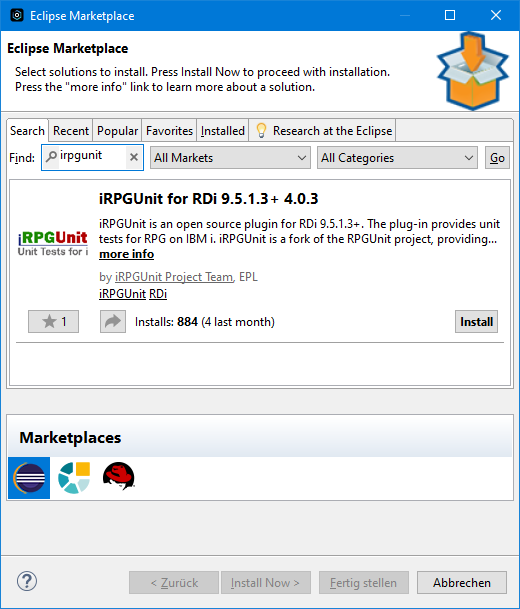 Eclipse Marketplace
Eclipse Marketplace
Select solutions to install. Press Install Now to proceed with installation.
Press the "more info" link to learn more about a solution.
Search Recent Popular Favorites Installed Research at the Eclipse
Find: irpgunit All Markets All Categories Go
iRPGUnit for RDi 9.5.1.3+ 4.0.3
iRPGUnit is an open source plugin for RDi 9.5.1.3+. The plug-in provides unit
tests for RPG on IBM i. iRPGUnit is a fork of the RPGUnit project, providing...
more info
iRPGUnit
Unit Tests for i
by iRPGUnit Project Team, EPL
iRPGUnit RDi
1 Installs: 884 (4 last month) Install
Marketplaces
? < Zurück Install Now > Fertig stellen Abbrechen